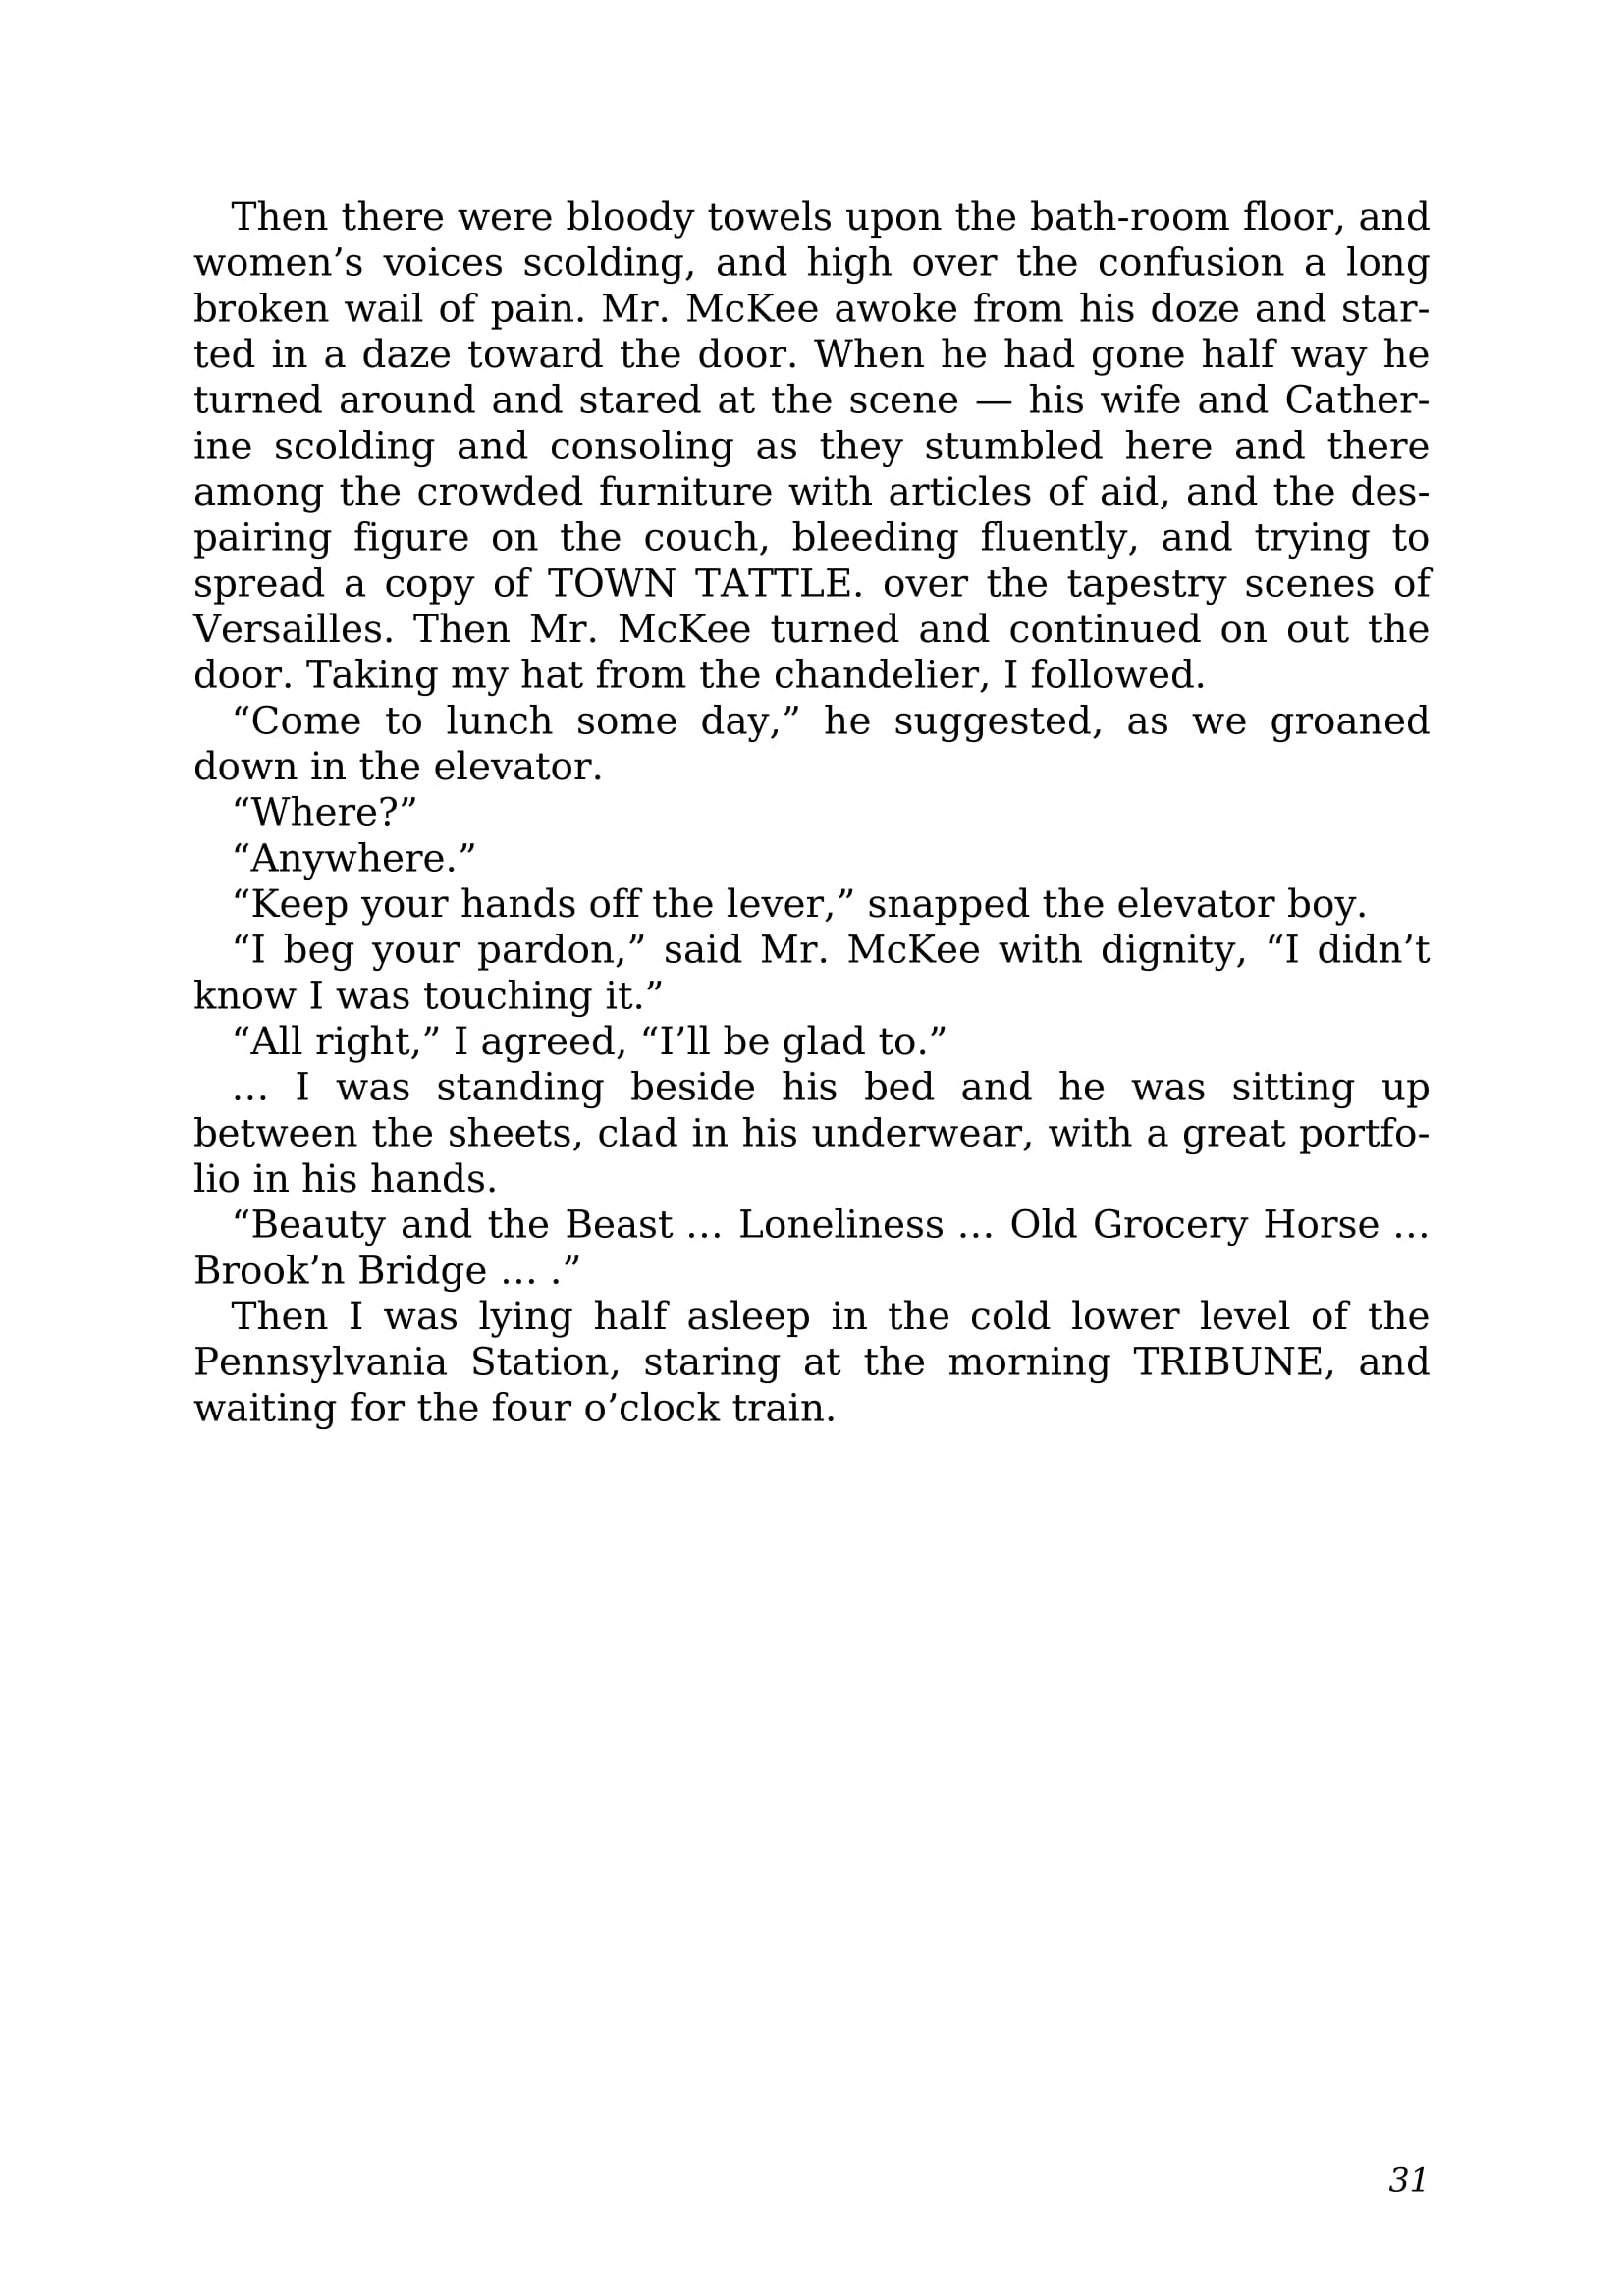 Then there were bloody towels upon the bath-room floor, and
women’s voices scolding, and high over the confusion a long
broken wail of pain. Mr. McKee awoke from his doze and star-
ted in a daze toward the door. When he had gone half way he
turned around and stared at the scene — his wife and Cather-
ine scolding and consoling as they stumbled here and there
among the crowded furniture with articles of aid, and the des-
pairing figure on the couch, bleeding fluently, and trying to
spread a copy of TOWN TATTLE. over the tapestry scenes of
Versailles. Then Mr. McKee turned and continued on out the
door. Taking my hat from the chandelier, I followed.
“Come to lunch some day,” he suggested, as we groaned
down in the elevator.
“Where?”
“Anywhere.”
“Keep your hands off the lever,” snapped the elevator boy.
“I beg your pardon,” said Mr. McKee with dignity, “I didn’t
know I was touching it.”
“All right,” I agreed, “I’ll be glad to.”
… I was standing beside his bed and he was sitting up
between the sheets, clad in his underwear, with a great portfo-
lio in his hands.
“Beauty and the Beast … Loneliness … Old Grocery Horse …
Brook’n Bridge … .”
Then I was lying half asleep in the cold lower level of the
Pennsylvania Station, staring at the morning TRIBUNE, and
waiting for the four o’clock train.
31